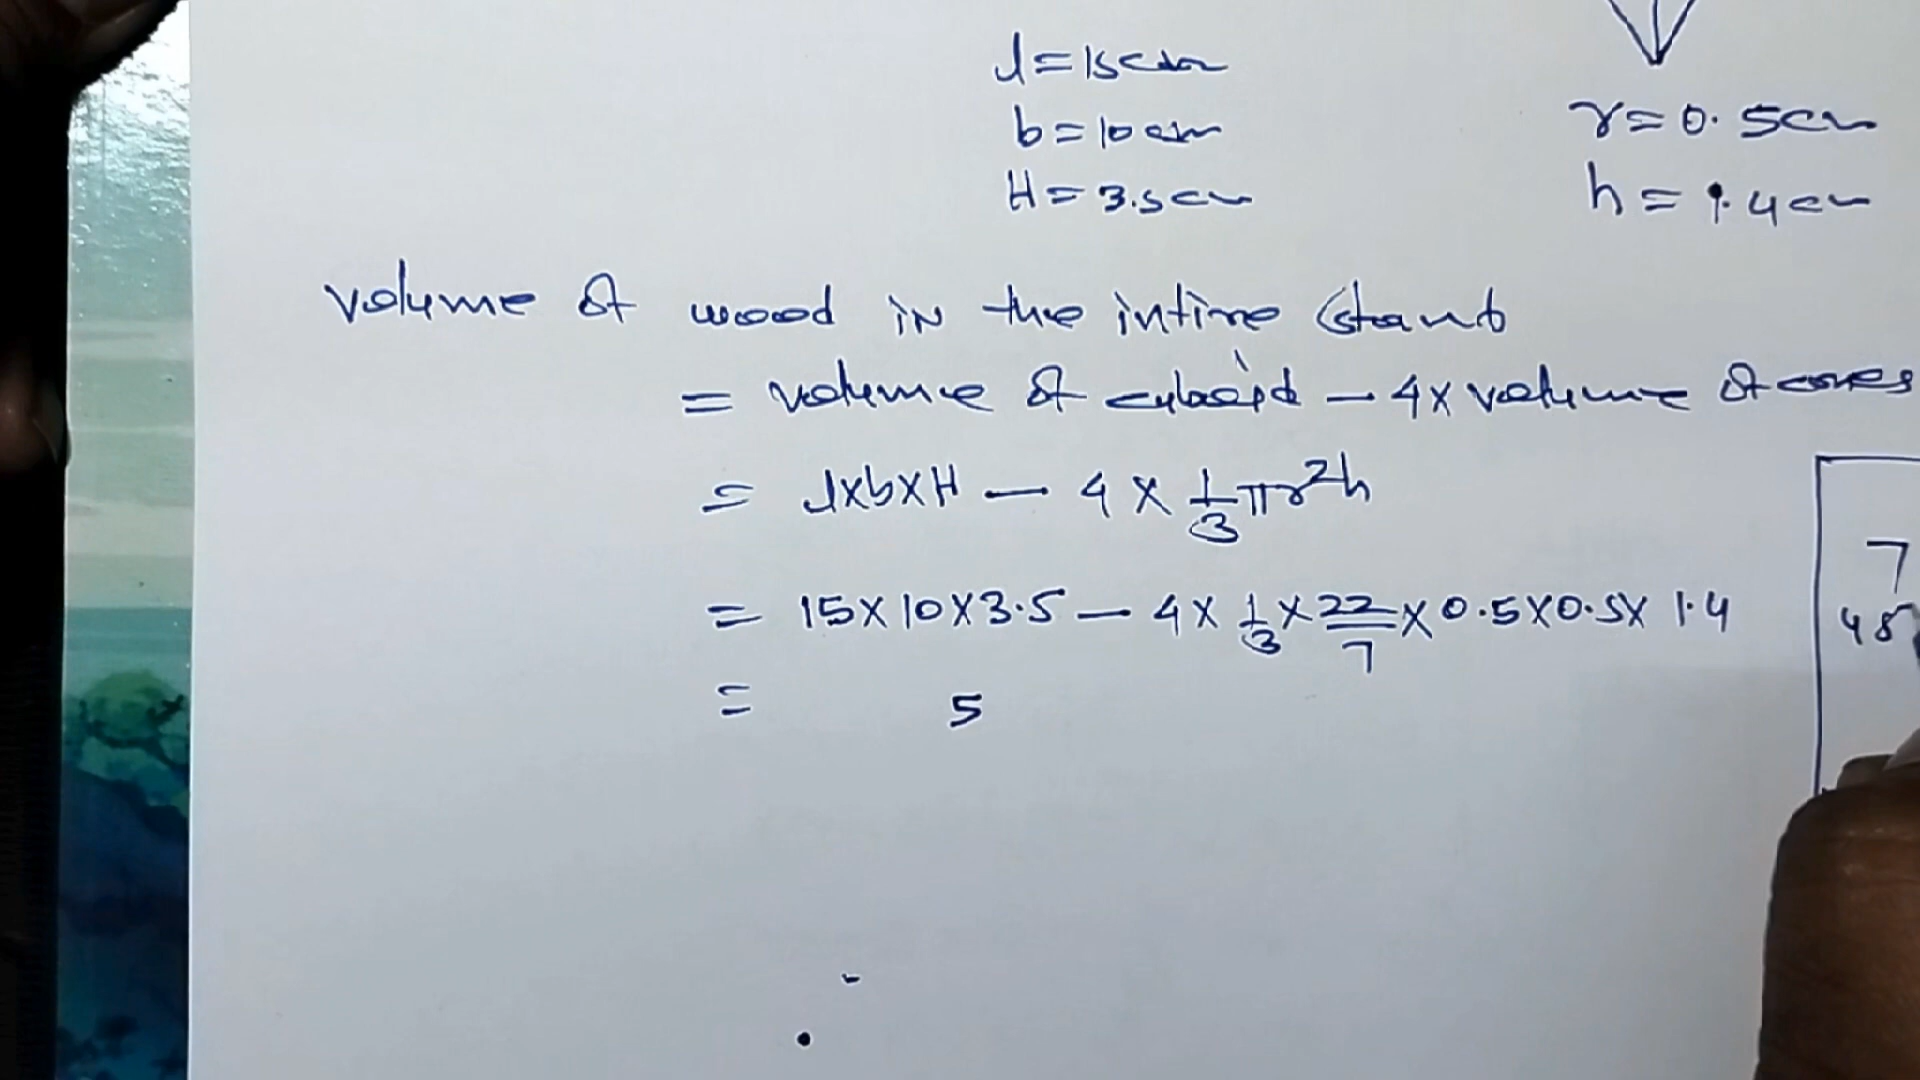 l = 15cm
b = 10cm
H = 3.5cm
r = 0.5cm
h = 1.4cm
volume of wood in the intire stand
= volume of cuboid - 4x volume of cones
= lxbxH - 4 x 1/3 πr²h
= 15x10x3.5 - 4x 1/3 x 22/7 x 0.5x0.5x 1.4
= 5
7
48